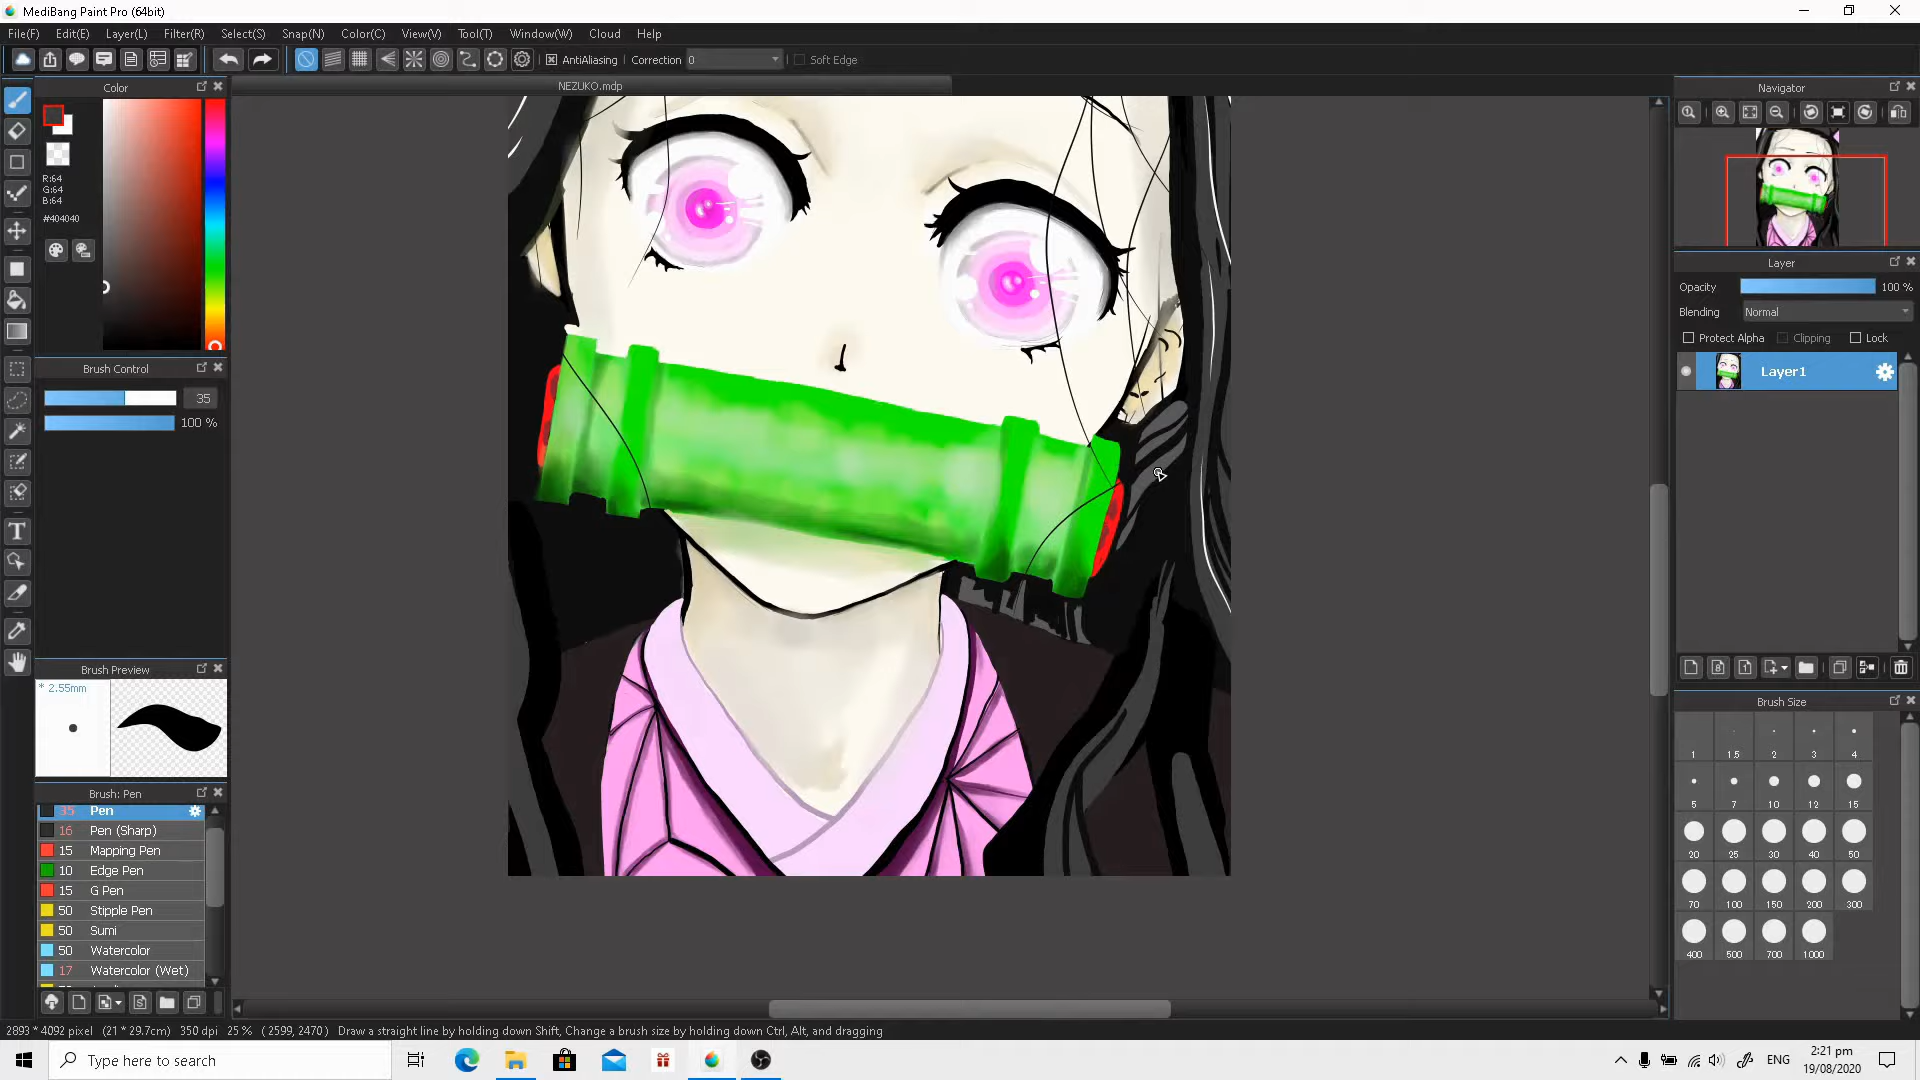 MediBang Paint Pro (64bit)
File(F) Edit(E) Layer(L) Filter(R) Select(S) Snap(N) Color(C) View(V) Tool(T) Window(W) Cloud Help
AntiAliasing Correction 0 Soft Edge
NEZUKO.mdp
Color
R:64
G:64
B:64
#404040
Brush Control
35
100 %
Brush Preview
* 2.55mm
Brush: Pen
35 Pen
16 Pen (Sharp)
15 Mapping Pen
10 Edge Pen
15 G Pen
50 Stipple Pen
50 Sumi
50 Watercolor
17 Watercolor (Wet)
Navigator
Layer
Opacity 100 %
Blending Normal
Protect Alpha Clipping Lock
Layer1
Brush Size
1 1.5 2 3 4
5 7 10 12 15
20 25 30 40 50
70 100 150 200 300
400 500 700 1000
2893 * 4092 pixel (21 * 29.7cm) 350 dpi 25 % ( 2599, 2470 ) Draw a straight line by holding down Shift, Change a brush size by holding down Ctrl, Alt, and dragging
Type here to search
ENG
2:21 pm
19/08/2020